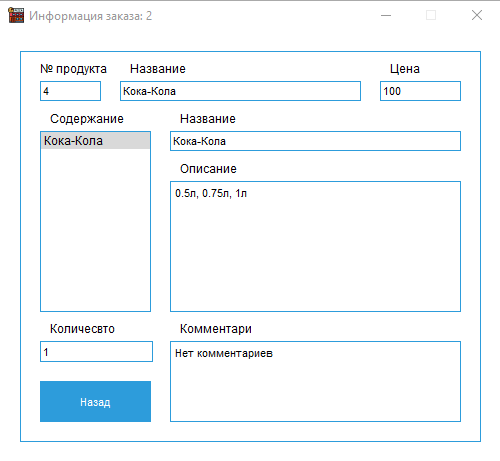 Информация заказа: 2
№ продукта Название Цена
4 Кока-Кола 100
Содержание Название
Кока-Кола Кока-Кола
Описание
0.5л, 0.75л, 1л
Количесвто Комментари
1 Нет комментариев
Назад